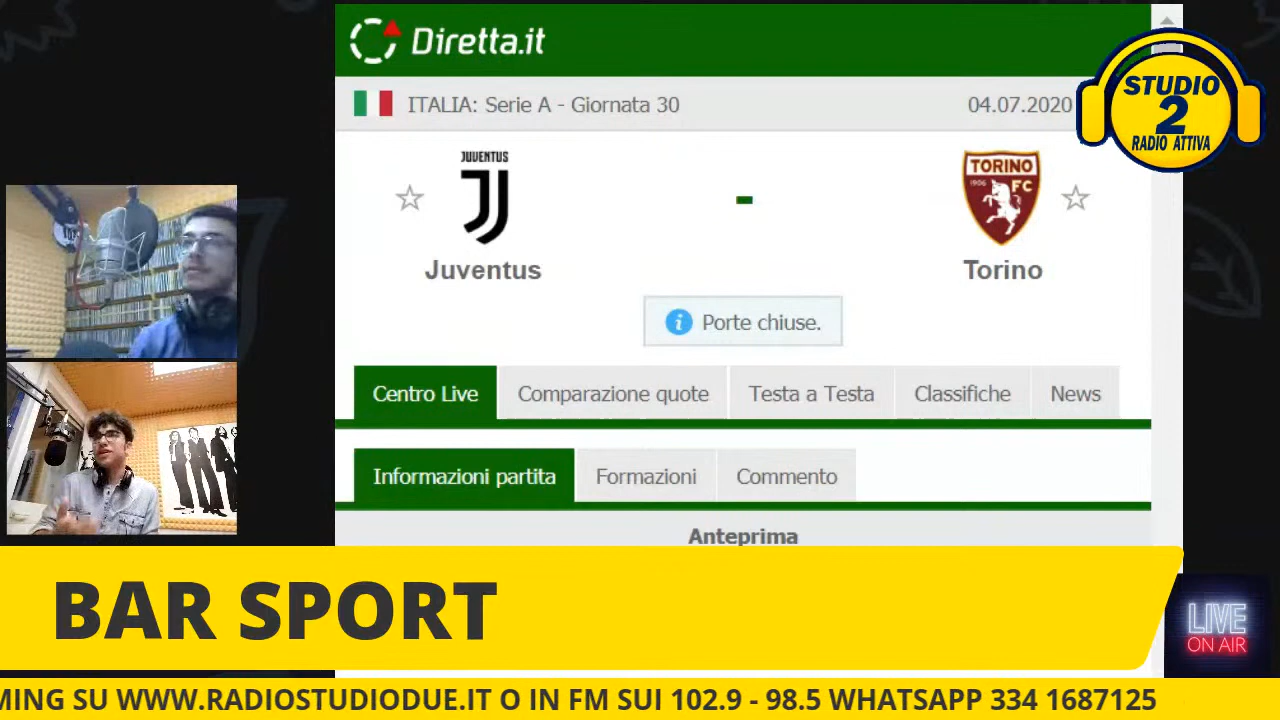 Diretta.it
ITALIA: Serie A - Giornata 30
04.07.2020
STUDIO
2
RADIO ATTIVA
JUVENTUS
TORINO
1906
FC
Juventus
Torino
-
Porte chiuse.
Centro Live
Comparazione quote
Testa a Testa
Classifiche
News
Informazioni partita
Formazioni
Commento
Anteprima
BAR SPORT
LIVE
ON AIR
MING SU WWW.RADIOSTUDIODUE.IT O IN FM SUI 102.9 - 98.5 WHATSAPP 334 1687125